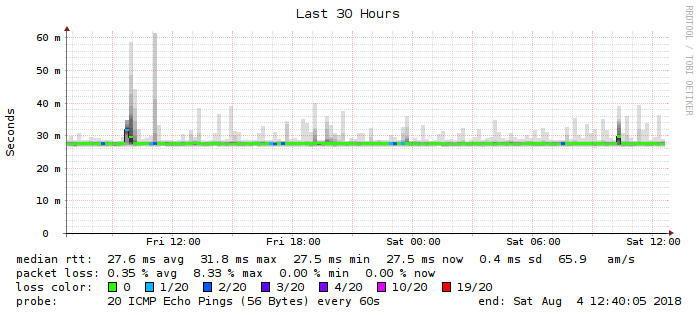 Last 30 Hours
RRDTOOL / TOBI OETIKER
Seconds
60 m
50 m
40 m
30 m
20 m
10 m
0
Fri 12:00 Fri 18:00 Sat 00:00 Sat 06:00 Sat 12:00
median rtt: 27.6 ms avg 31.8 ms max 27.5 ms min 27.5 ms now 0.4 ms sd 65.9 am/s
packet loss: 0.35 % avg 8.33 % max 0.00 % min 0.00 % now
loss color: 0 1/20 2/20 3/20 4/20 10/20 19/20
probe: 20 ICMP Echo Pings (56 Bytes) every 60s end: Sat Aug 4 12:40:05 2018